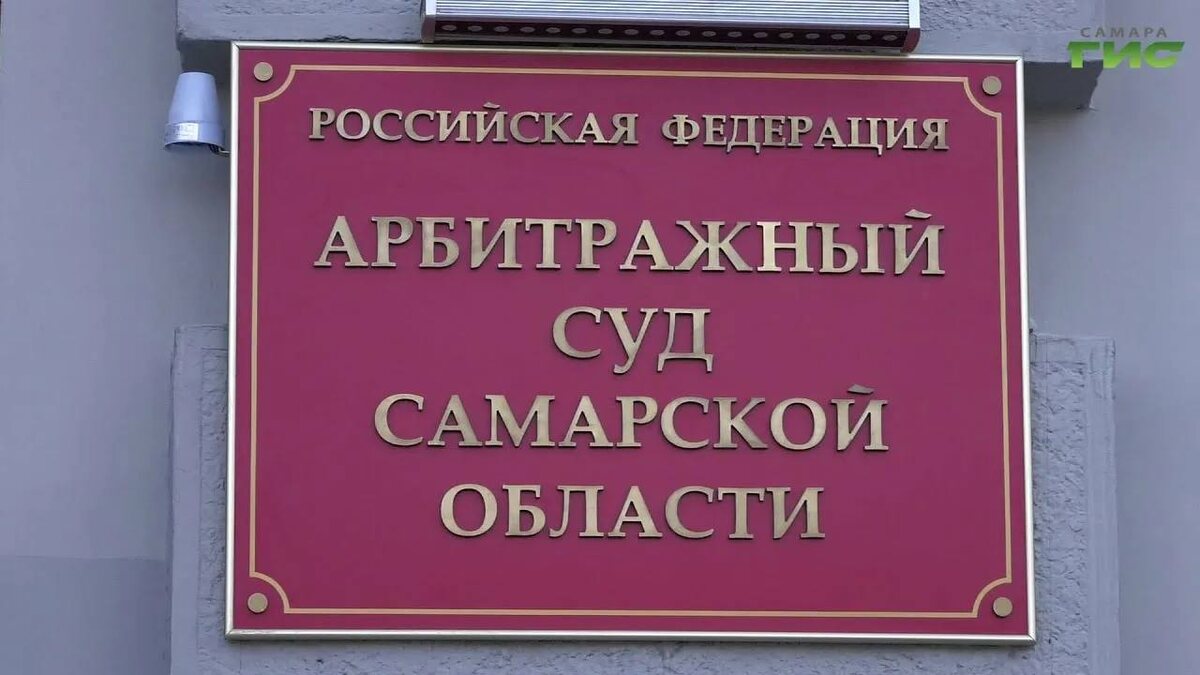 САМАРА
ГИС
РОССИЙСКАЯ ФЕДЕРАЦИЯ
АРБИТРАЖНЫЙ
СУД
САМАРСКОЙ
ОБЛАСТИ